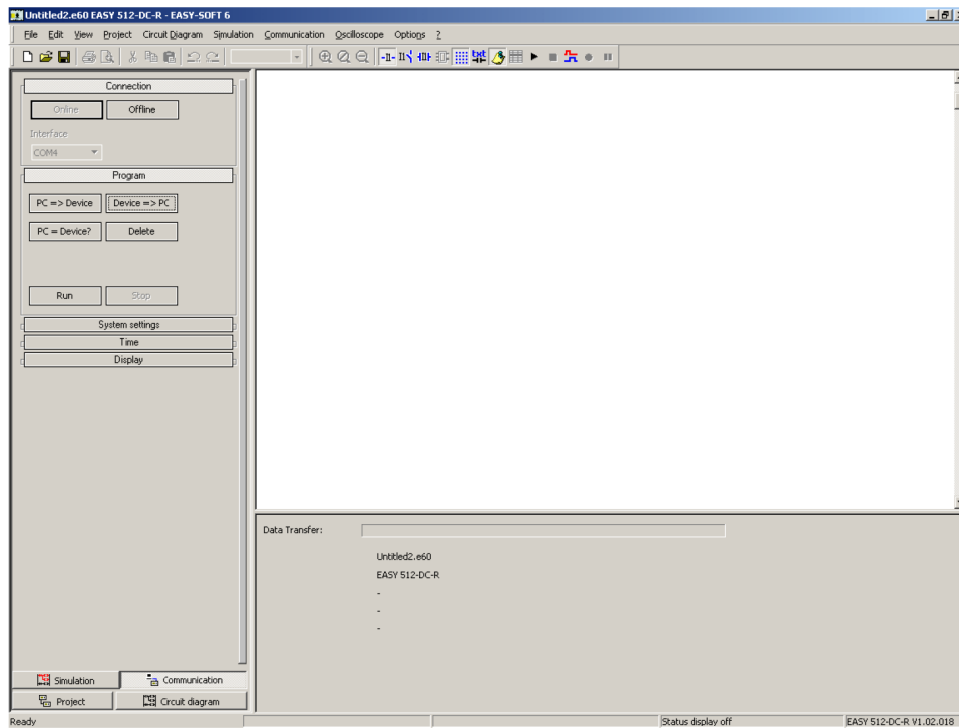 Untitled2.e60 EASY 512-DC-R - EASY-SOFT 6
File Edit View Project Circuit Diagram Simulation Communication Oscilloscope Options ?
Connection
Online Offline
Interface
COM4
Program
PC => Device Device => PC
PC = Device? Delete
Run Stop
System settings
Time
Display
Data Transfer:
Untitled2.e60
EASY 512-DC-R
-
-
-
Simulation Communication
Project Circuit diagram
Ready Status display off EASY 512-DC-R V1.02.018